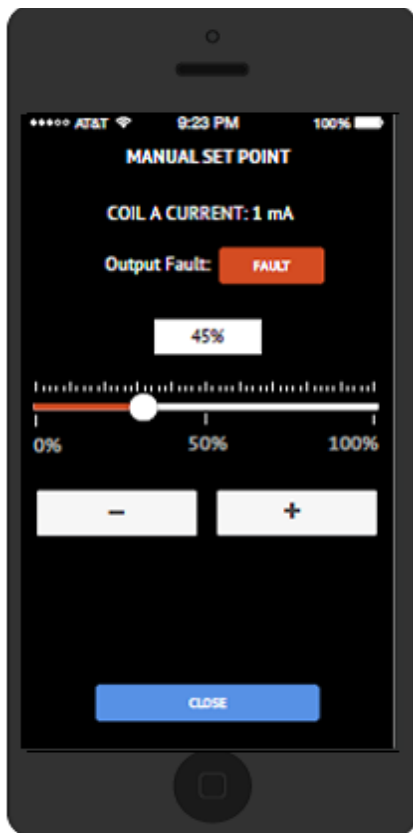 AT&T 9:23 PM 100%
MANUAL SET POINT
COIL A CURRENT: 1 mA
Output Fault: FAULT
45%
0% 50% 100%
− +
CLOSE